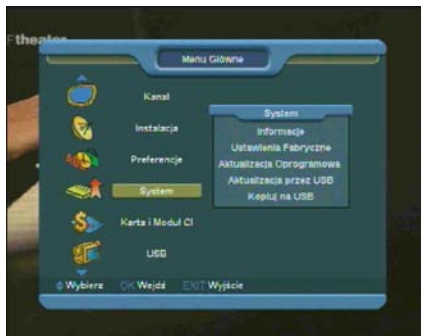 Ftheater
Menu Główne
Kanał
Instalacja
Preferencje
System
Karta i Moduł CI
USB
System
Informacje
Ustawienia Fabryczne
Aktualizacja Oprogramowa
Aktualizacja przez USB
Kopiuj na USB
Wybierz OK Wejdź EXIT Wyjście